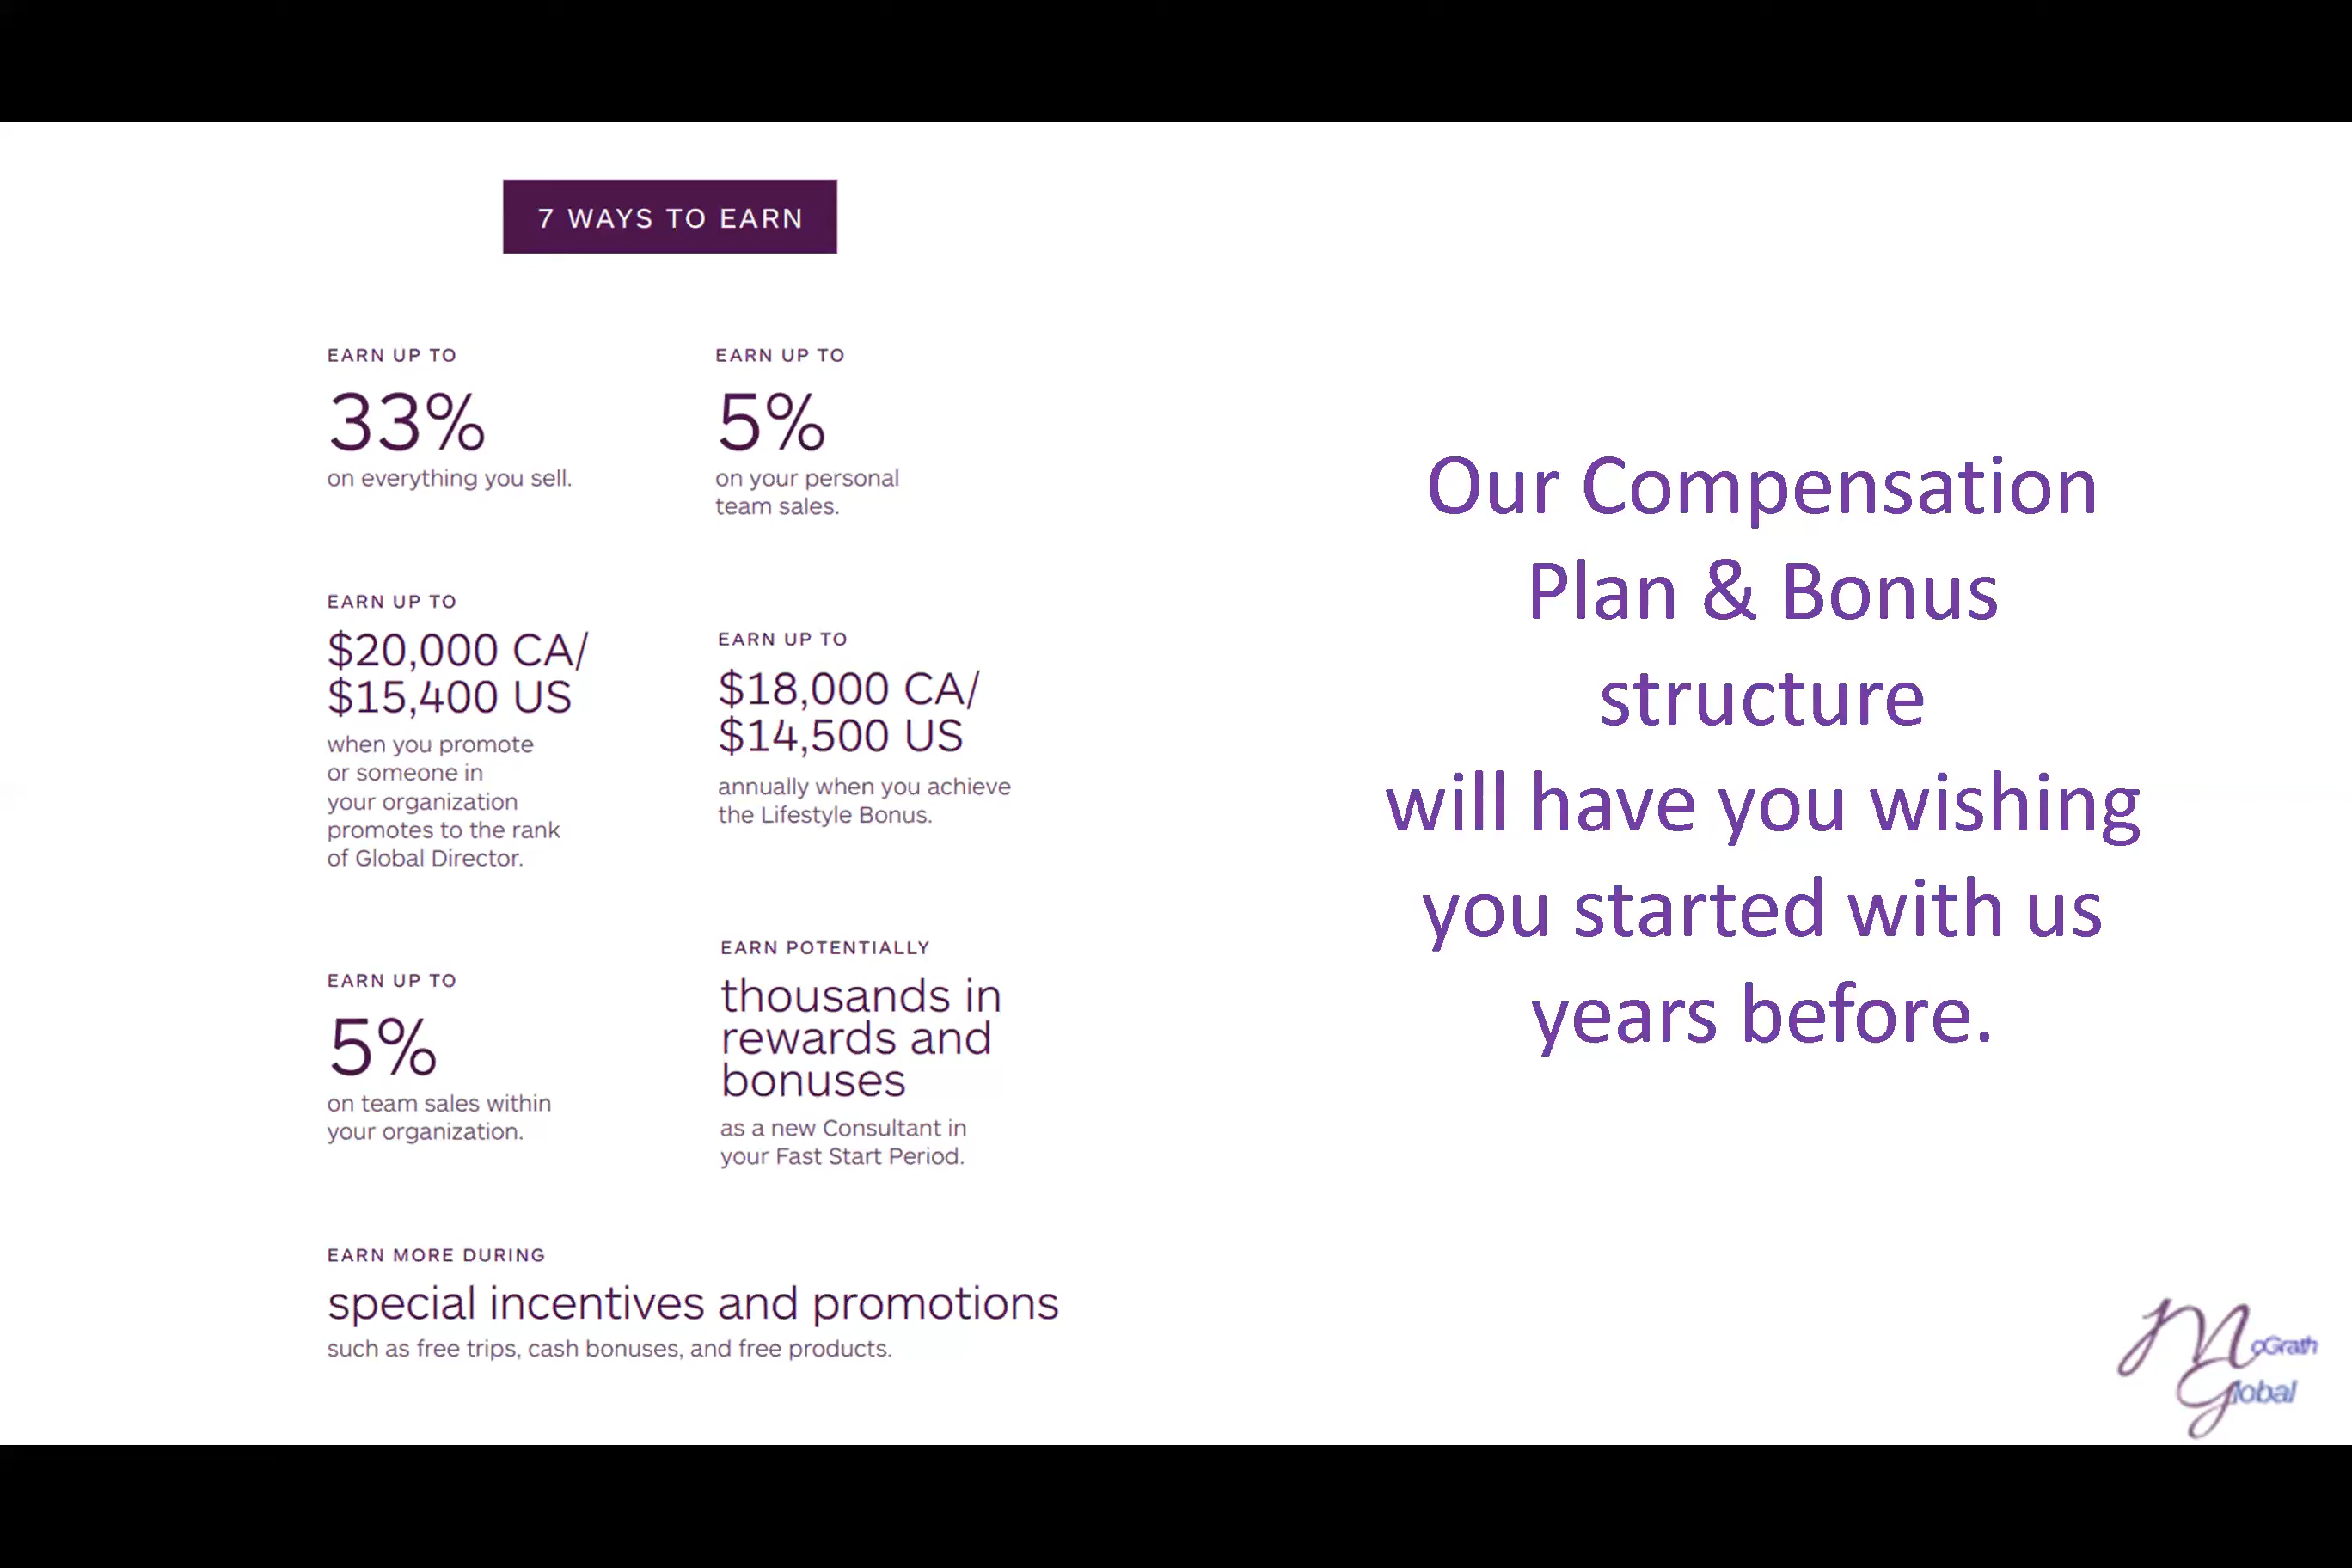 7 WAYS TO EARN
EARN UP TO
33%
on everything you sell.
EARN UP TO
5%
on your personal
team sales.
EARN UP TO
$20,000 CA/
$15,400 US
when you promote
or someone in
your organization
promotes to the rank
of Global Director.
EARN UP TO
$18,000 CA/
$14,500 US
annually when you achieve
the Lifestyle Bonus.
EARN UP TO
5%
on team sales within
your organization.
EARN POTENTIALLY
thousands in
rewards and
bonuses
as a new Consultant in
your Fast Start Period.
EARN MORE DURING
special incentives and promotions
such as free trips, cash bonuses, and free products.
Our Compensation
Plan & Bonus
structure
will have you wishing
you started with us
years before.
McGrath
Global